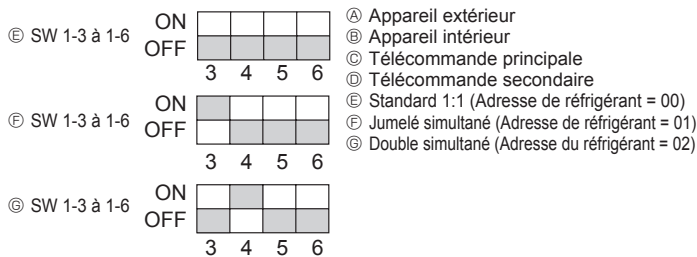 Ⓔ SW 1-3 à 1-6
ON
OFF
3 4 5 6
Ⓕ SW 1-3 à 1-6
ON
OFF
3 4 5 6
Ⓖ SW 1-3 à 1-6
ON
OFF
3 4 5 6
Ⓐ Appareil extérieur
Ⓑ Appareil intérieur
Ⓒ Télécommande principale
Ⓓ Télécommande secondaire
Ⓔ Standard 1:1 (Adresse de réfrigérant = 00)
Ⓕ Jumelé simultané (Adresse de réfrigérant = 01)
Ⓖ Double simultané (Adresse du réfrigérant = 02)